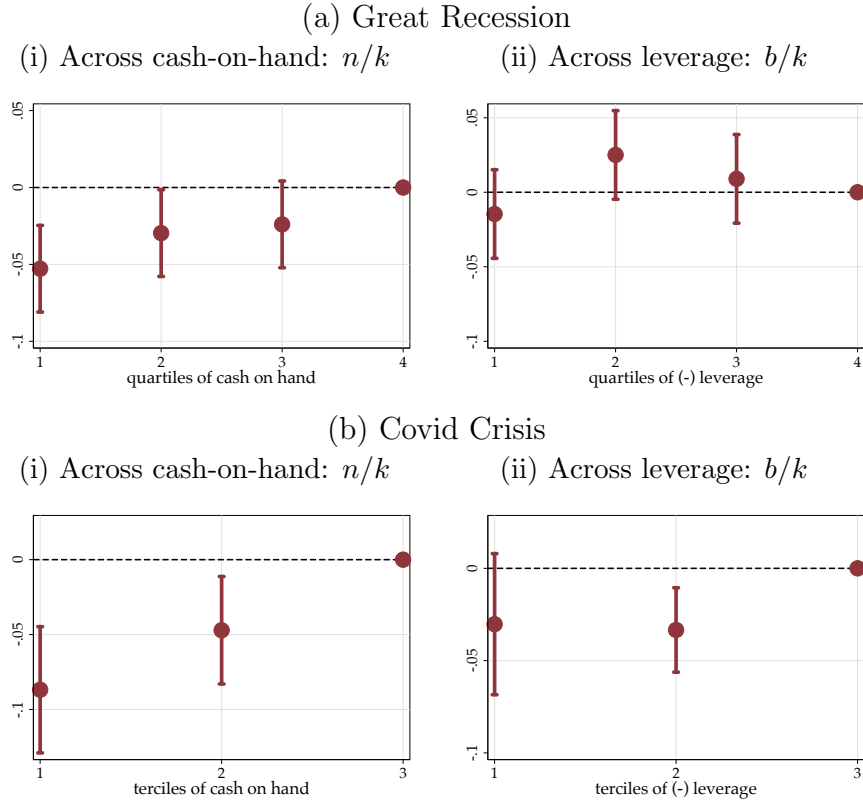 (a) Great Recession
(i) Across cash-on-hand: n/k
(ii) Across leverage: b/k
.05
0
-.05
-.1
1
2
3
4
quartiles of cash on hand
.05
0
-.05
-.1
1
2
3
4
quartiles of (-) leverage
(b) Covid Crisis
(i) Across cash-on-hand: n/k
(ii) Across leverage: b/k
0
-.05
-.1
1
2
3
terciles of cash on hand
0
-.05
-.1
1
2
3
terciles of (-) leverage